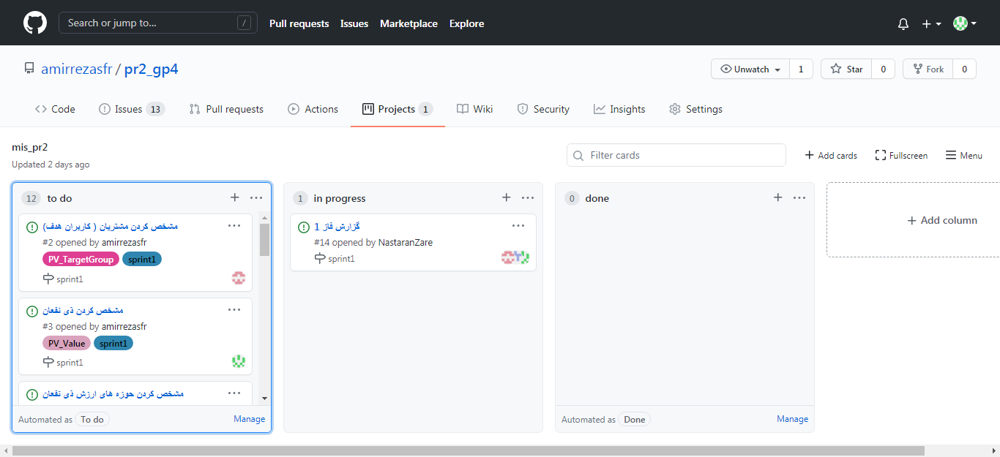 Search or jump to... /
Pull requests Issues Marketplace Explore
amirrezasfr / pr2_gp4
Unwatch 1 Star 0 Fork 0
Code Issues 13 Pull requests Actions Projects 1 Wiki Security Insights Settings
mis_pr2
Updated 2 days ago
Filter cards
Add cards Fullscreen Menu
12 to do
مشخص کردن مشتریان ( کاربران هدف)
#2 opened by amirrezasfr
PV_TargetGroup sprint1
sprint1
مشخص کردن ذی نفعان
#3 opened by amirrezasfr
PV_Value sprint1
sprint1
مشخص کردن حوزه های ارزش ذی نفعان
Automated as To do Manage
1 in progress
گزارش فاز 1
#14 opened by NastaranZare
sprint1
0 done
Automated as Done Manage
Add column